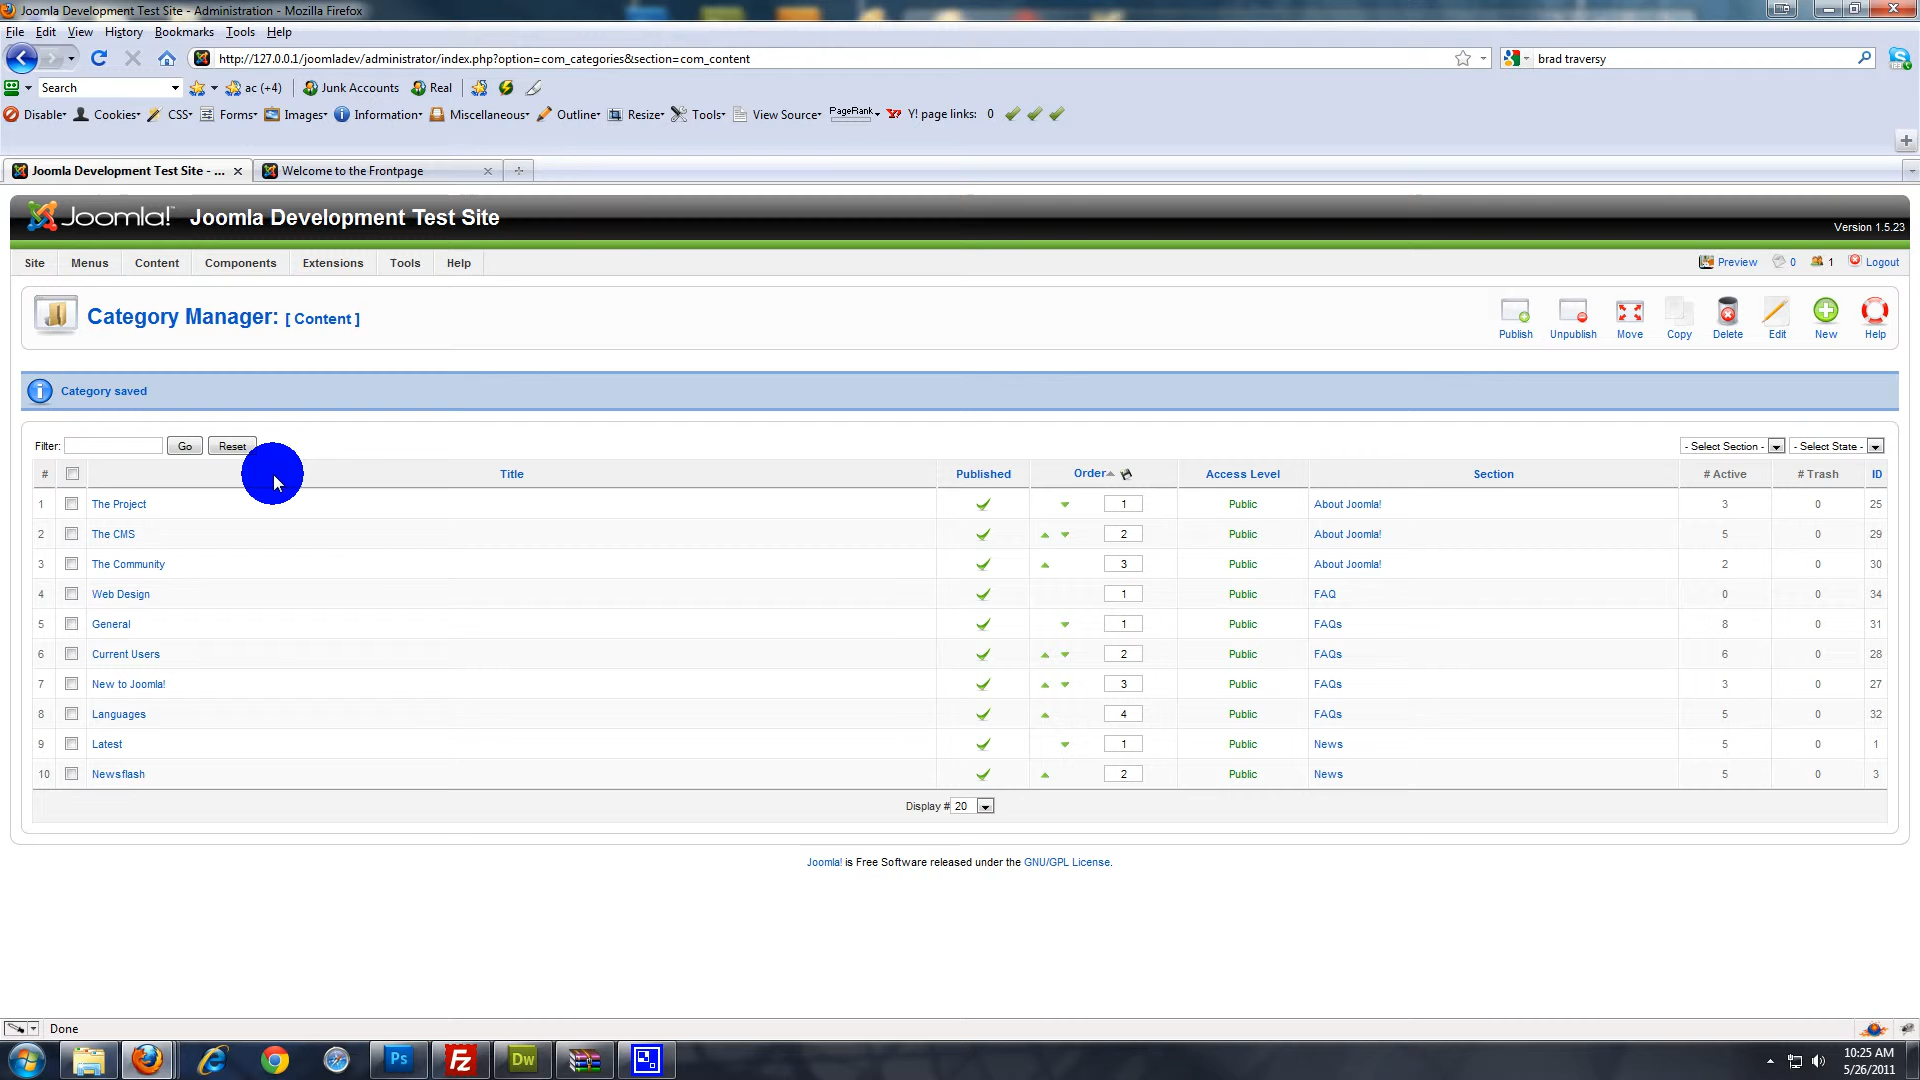 Joomla Development Test Site - Administration - Mozilla Firefox
File Edit View History Bookmarks Tools Help
http://127.0.0.1/joomladev/administrator/index.php?option=com_categories&section=com_content brad traversy
Search ac (+4) Junk Accounts Real
Disable Cookies CSS Forms Images Information Miscellaneous Outline Resize Tools View Source PageRank Y! page links: 0
Joomla Development Test Site - ... Welcome to the Frontpage
Joomla! Joomla Development Test Site
Version 1.5.23
Site Menus Content Components Extensions Tools Help Preview 0 1 Logout
Category Manager: [ Content ]
Publish Unpublish Move Copy Delete Edit New Help
Category saved
Filter: Go Reset - Select Section - - Select State -
# Title Published Order Access Level Section # Active # Trash ID
1 The Project 1 Public About Joomla! 3 0 25
2 The CMS 2 Public About Joomla! 5 0 29
3 The Community 3 Public About Joomla! 2 0 30
4 Web Design 1 Public FAQ 0 0 34
5 General 1 Public FAQs 8 0 31
6 Current Users 2 Public FAQs 6 0 28
7 New to Joomla! 3 Public FAQs 3 0 27
8 Languages 4 Public FAQs 5 0 32
9 Latest 1 Public News 5 0 1
10 Newsflash 2 Public News 5 0 3
Display # 20
Joomla! is Free Software released under the GNU/GPL License.
Done
Ps Fz Dw
10:25 AM
5/26/2011